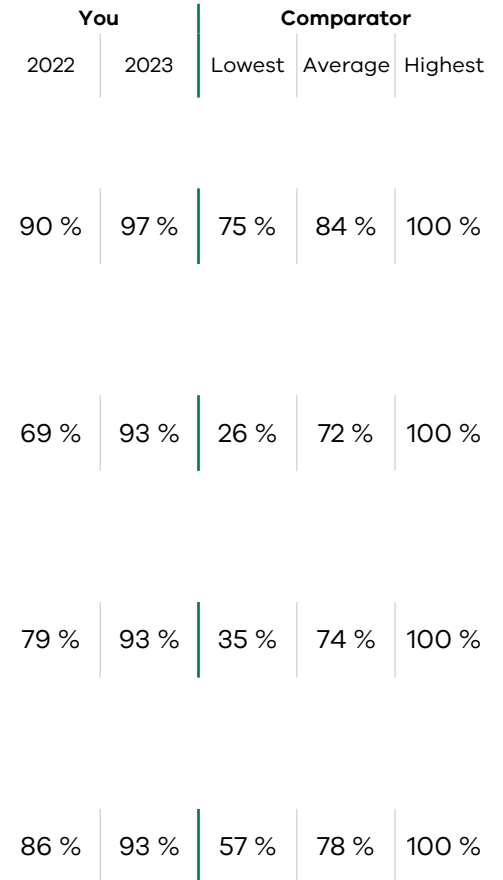 You Comparator
2022 2023 Lowest Average Highest
90 % 97 % 75 % 84 % 100 %
69 % 93 % 26 % 72 % 100 %
79 % 93 % 35 % 74 % 100 %
86 % 93 % 57 % 78 % 100 %